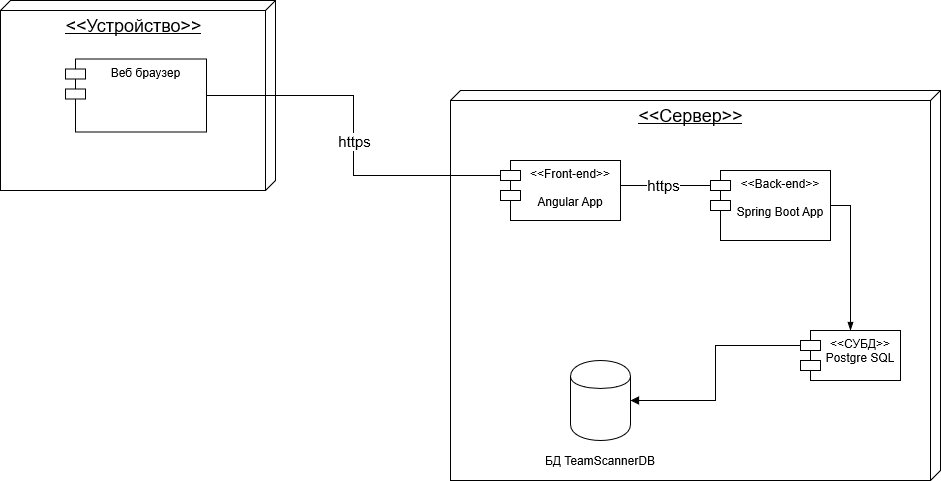 <<Устройство>>
Веб браузер
https
<<Сервер>>
<<Front-end>>
Angular App
https
<<Back-end>>
Spring Boot App
<<СУБД>>
Postgre SQL
БД TeamScannerDB